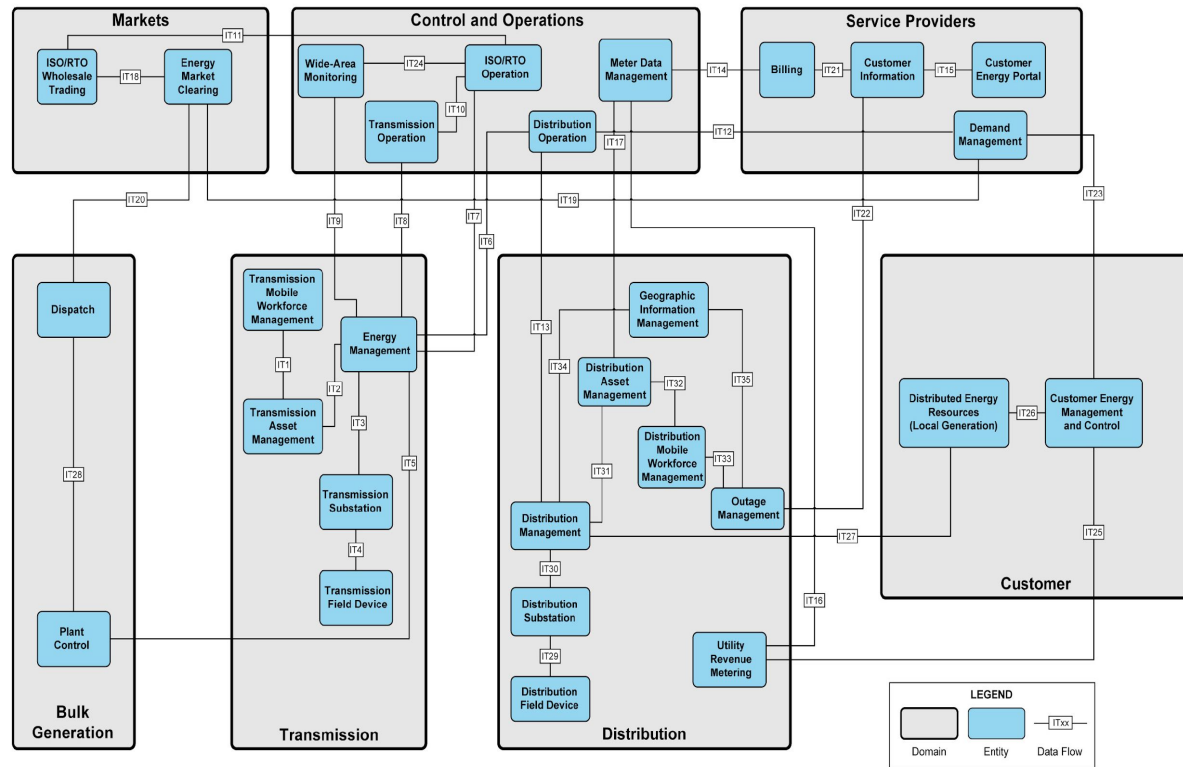 Markets
Control and Operations
Service Providers
IT11
ISO/RTO
Wholesale
Trading
IT18
Energy
Market
Clearing
Wide-Area
Monitoring
IT24
ISO/RTO
Operation
IT10
Transmission
Operation
Distribution
Operation
Meter Data
Management
IT17
IT14
Billing
IT21
Customer
Information
IT15
Customer
Energy Portal
IT12
Demand
Management
IT20
IT19
IT9
IT8
IT7
IT6
IT22
IT23
Dispatch
IT28
Plant
Control
Bulk
Generation
Transmission
Mobile
Workforce
Management
IT1
IT2
Transmission
Asset
Management
Energy
Management
IT3
IT5
Transmission
Substation
IT4
Transmission
Field Device
Transmission
IT13
IT34
Geographic
Information
Management
IT35
Distribution
Asset
Management
IT32
IT31
Distribution
Mobile
Workforce
Management
IT33
Outage
Management
Distribution
Management
IT30
Distribution
Substation
IT29
Distribution
Field Device
Utility
Revenue
Metering
Distribution
IT16
IT27
Distributed Energy
Resources
(Local Generation)
IT26
Customer Energy
Management
and Control
IT25
Customer
LEGEND
ITxx
Domain
Entity
Data Flow